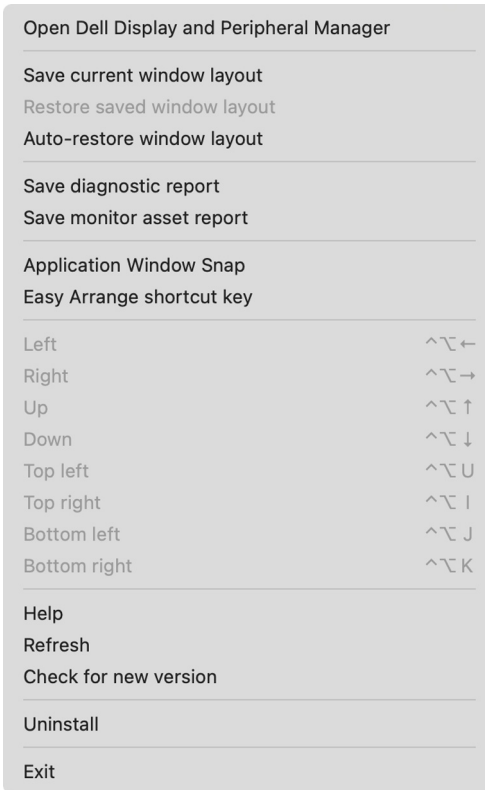 Open Dell Display and Peripheral Manager
Save current window layout
Restore saved window layout
Auto-restore window layout
Save diagnostic report
Save monitor asset report
Application Window Snap
Easy Arrange shortcut key
Left ^⌥←
Right ^⌥→
Up ^⌥↑
Down ^⌥↓
Top left ^⌥U
Top right ^⌥I
Bottom left ^⌥J
Bottom right ^⌥K
Help
Refresh
Check for new version
Uninstall
Exit